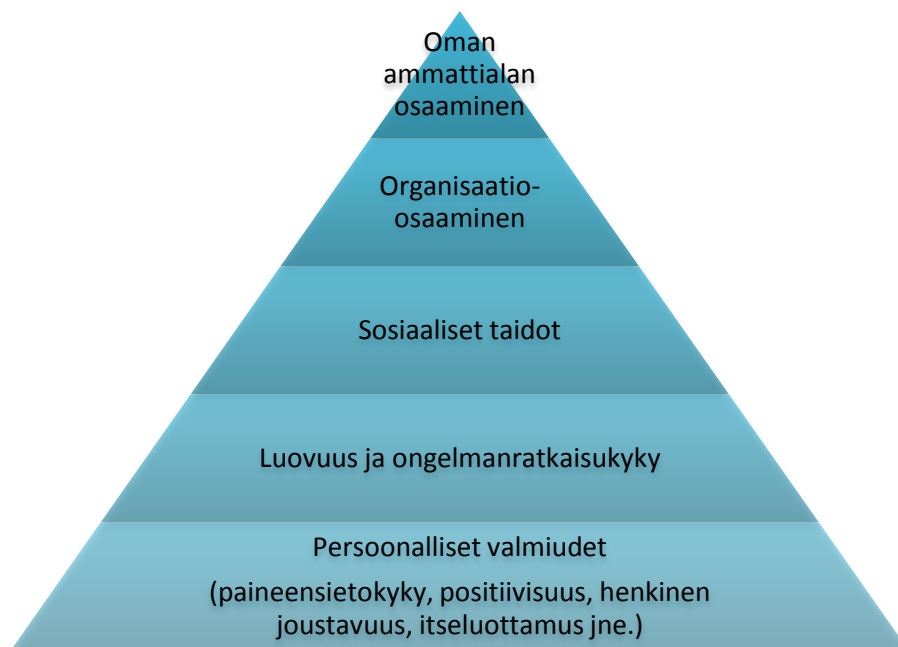 Oman
ammattialan
osaaminen
Organisaatio-
osaaminen
Sosiaaliset taidot
Luovuus ja ongelmanratkaisukyky
Persoonalliset valmiudet
(paineensietokyky, positiivisuus, henkinen
joustavuus, itseluottamus jne.)